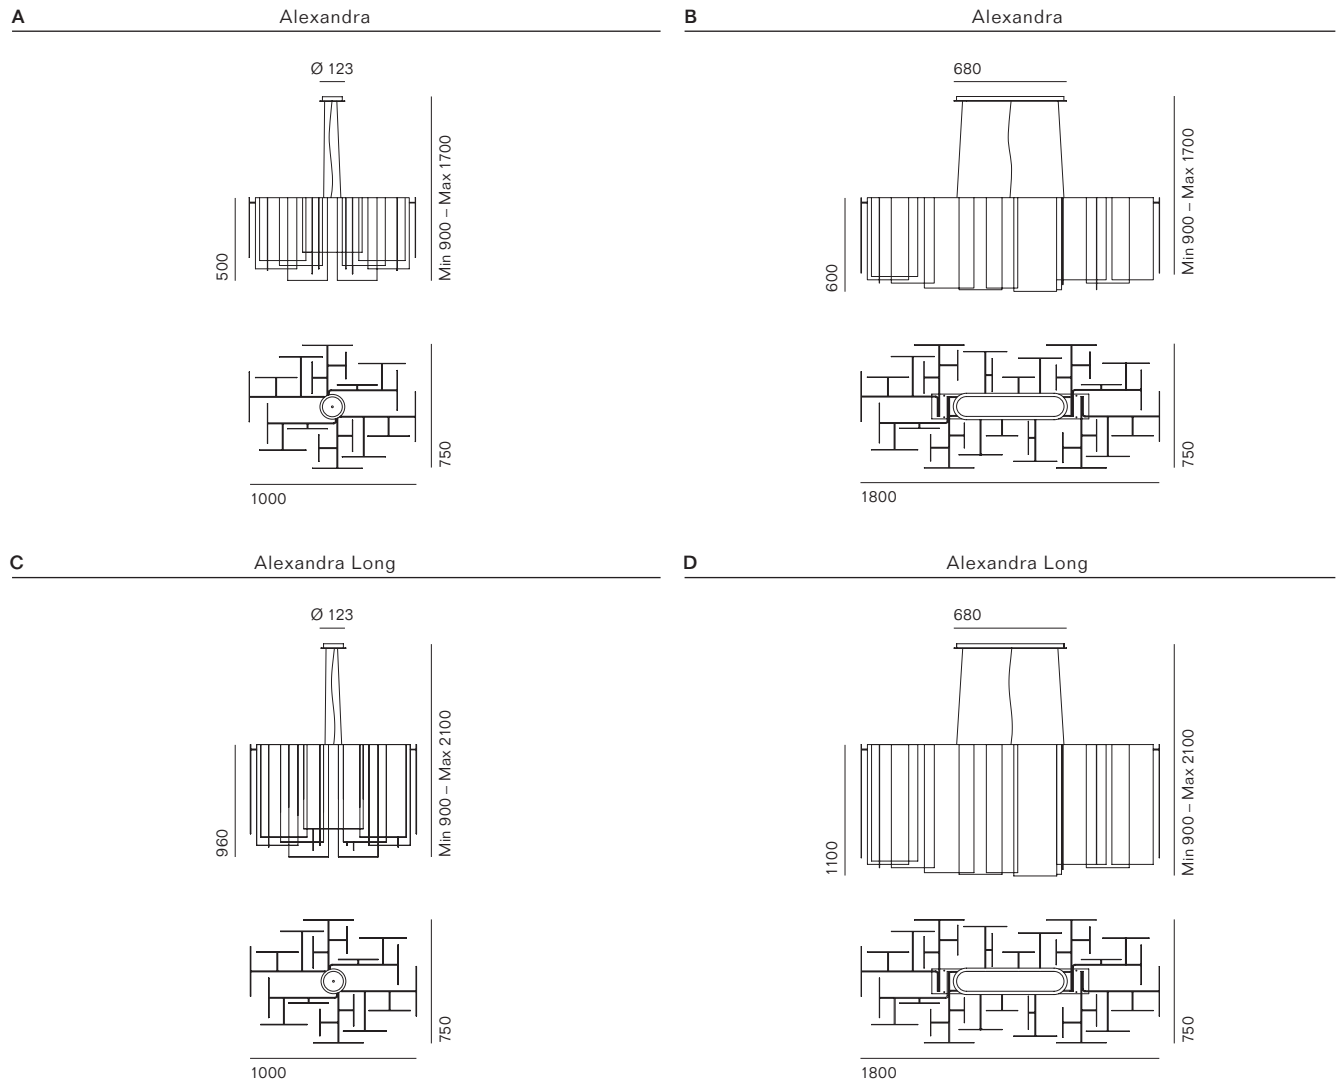 A Alexandra
Ø 123
Min 900 – Max 1700
500
750
1000
B Alexandra
680
Min 900 – Max 1700
600
750
1800
C Alexandra Long
Ø 123
Min 900 – Max 2100
960
750
1000
D Alexandra Long
680
Min 900 – Max 2100
1100
750
1800